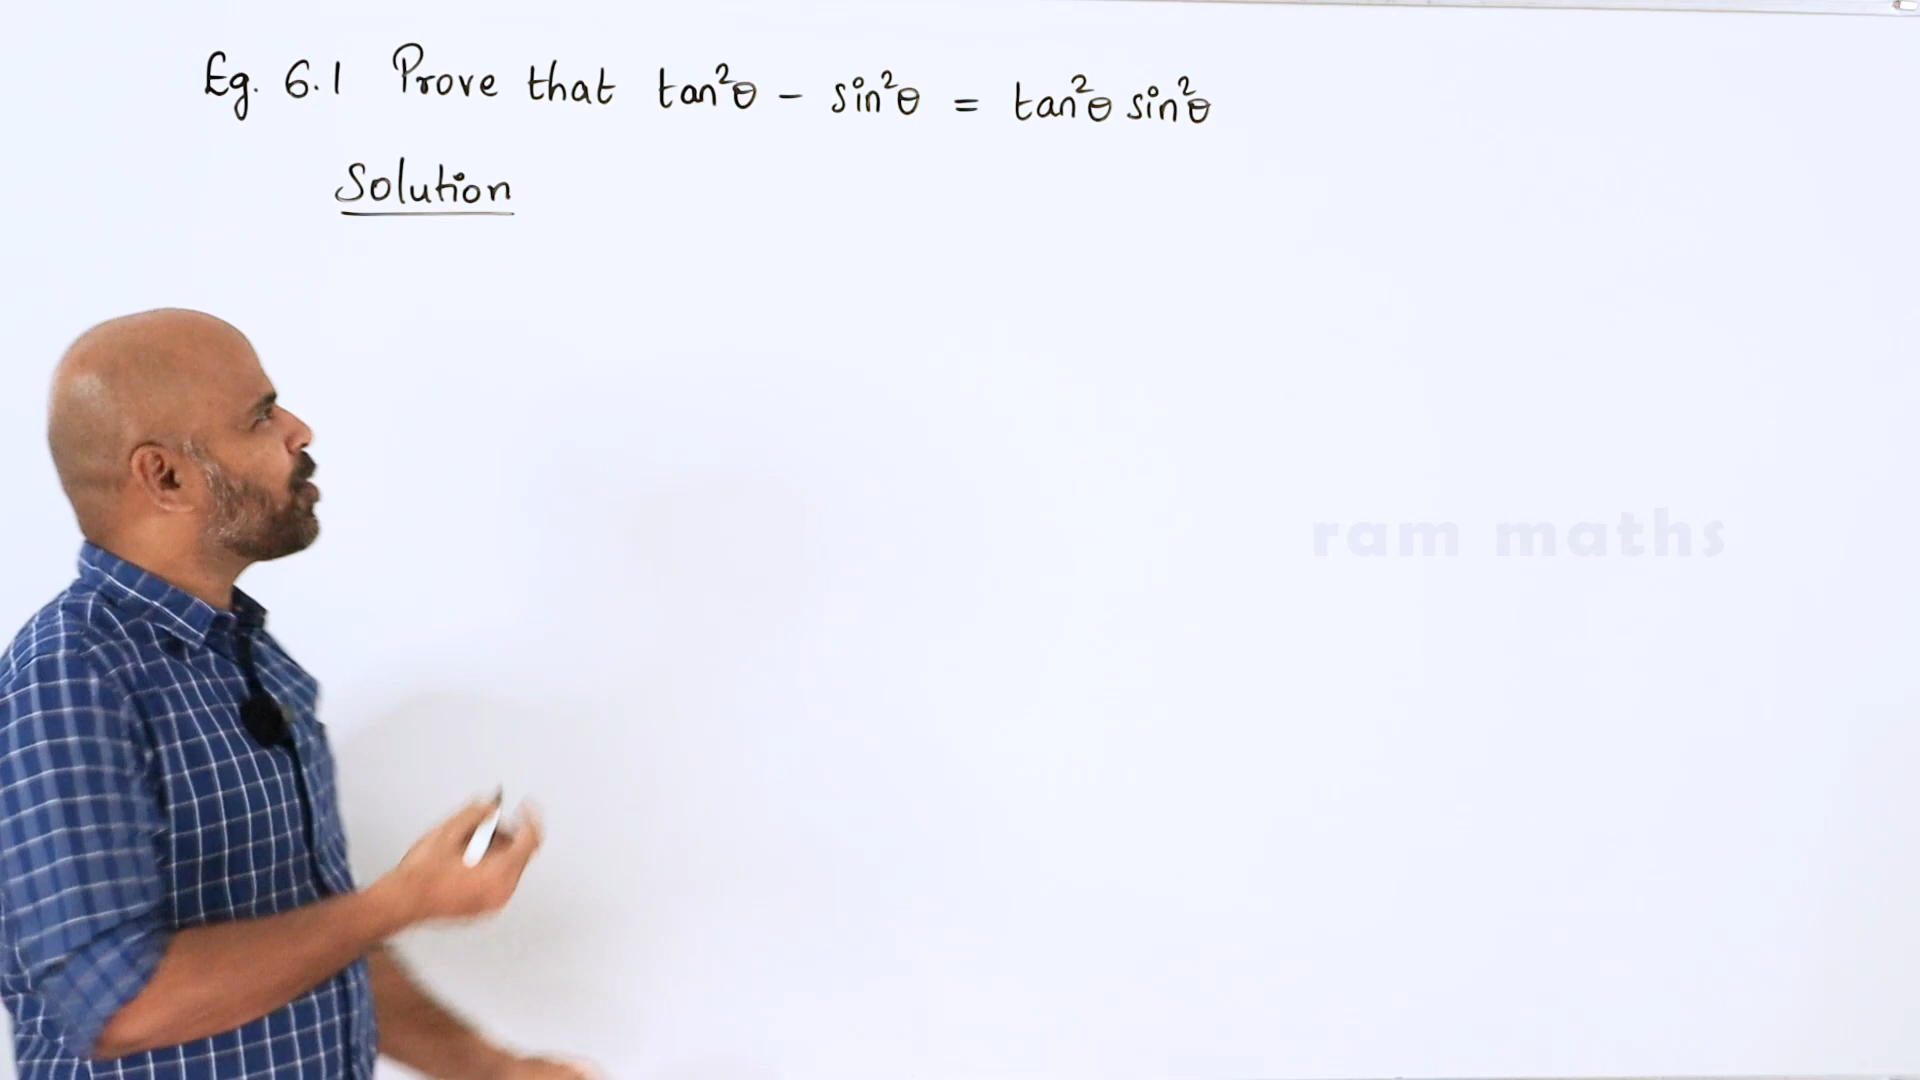 Eg. 6.1 Prove that tan²θ - sin²θ = tan²θ sin²θ
Solution
ram maths